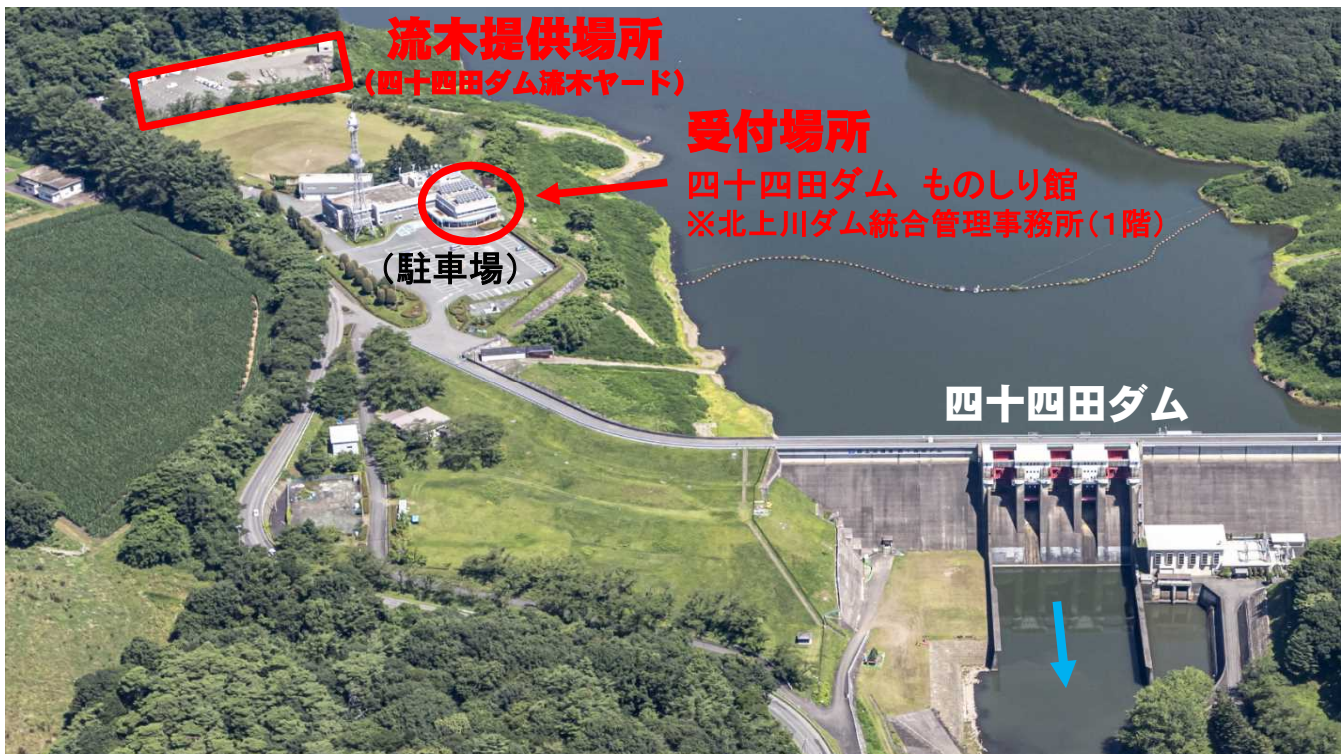 流木提供場所
(四十四田ダム流木ヤード)
受付場所
四十四田ダム ものしり館
※北上川ダム統合管理事務所(1階)
(駐車場)
四十四田ダム